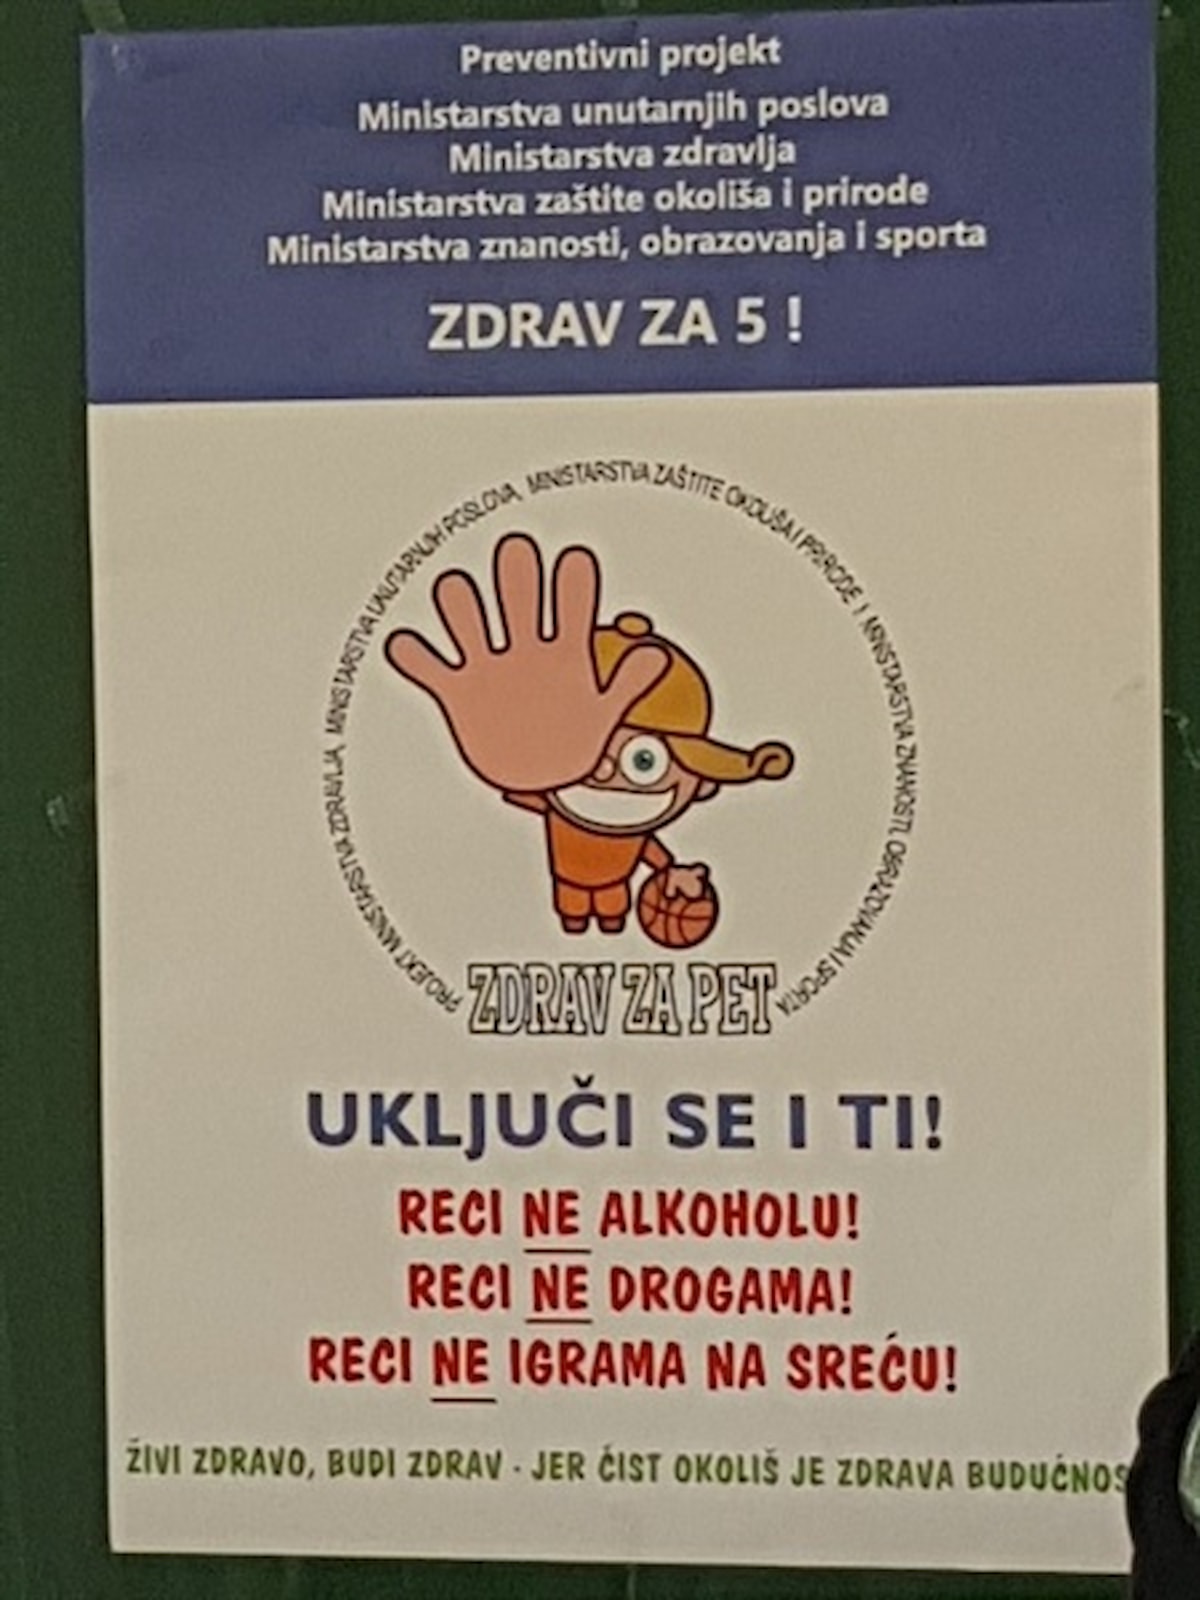 Preventivni projekt
Ministarstva unutarnjih poslova
Ministarstva zdravlja
Ministarstva zaštite okoliša i prirode
Ministarstva znanosti, obrazovanja i sporta
ZDRAV ZA 5 !
PROJEKT MINISTARSTVA ZDRAVLJA, MINISTARSTVA UNUTARNJIH POSLOVA, MINISTARSTVA ZAŠTITE OKOLIŠA I PRIRODE I MINISTARSTVA ZNANOSTI, OBRAZOVANJA I SPORTA
ZDRAV ZA PET
UKLJUČI SE I TI!
RECI NE ALKOHOLU!
RECI NE DROGAMA!
RECI NE IGRAMA NA SREĆU!
ŽIVI ZDRAVO, BUDI ZDRAV - JER ČIST OKOLIŠ JE ZDRAVA BUDUĆNOS